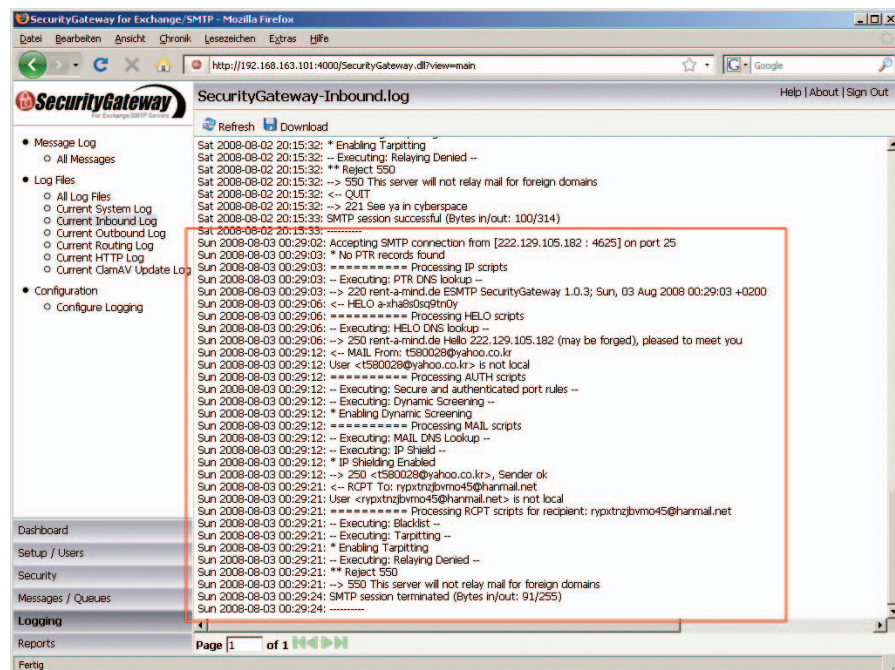 SecurityGateway for Exchange/SMTP - Mozilla Firefox
Datei Bearbeiten Ansicht Chronik Lesezeichen Extras Hilfe
http://192.168.163.101:4000/SecurityGateway.dll?view=main
Google
SecurityGateway
For Exchange/SMTP Servers
SecurityGateway-Inbound.log
Help | About | Sign Out
Refresh Download
Message Log
All Messages
Log Files
All Log Files
Current System Log
Current Inbound Log
Current Outbound Log
Current Routing Log
Current HTTP Log
Current ClamAV Update Log
Configuration
Configure Logging
Dashboard
Setup / Users
Security
Messages / Queues
Logging
Reports
Sat 2008-08-02 20:15:32: * Enabling Tarpitting
Sat 2008-08-02 20:15:32: -- Executing: Relaying Denied --
Sat 2008-08-02 20:15:32: ** Reject 550
Sat 2008-08-02 20:15:32: --> 550 This server will not relay mail for foreign domains
Sat 2008-08-02 20:15:32: <-- QUIT
Sat 2008-08-02 20:15:32: --> 221 See ya in cyberspace
Sat 2008-08-02 20:15:33: SMTP session successful (Bytes in/out: 100/314)
Sat 2008-08-02 20:15:33: ----------
Sun 2008-08-03 00:29:02: Accepting SMTP connection from [222.129.105.182 : 4625] on port 25
Sun 2008-08-03 00:29:03: * No PTR records found
Sun 2008-08-03 00:29:03: ========== Processing IP scripts
Sun 2008-08-03 00:29:03: -- Executing: PTR DNS lookup --
Sun 2008-08-03 00:29:03: --> 220 rent-a-mind.de ESMTP SecurityGateway 1.0.3; Sun, 03 Aug 2008 00:29:03 +0200
Sun 2008-08-03 00:29:06: <-- HELO a-xha8s0sq9tn0y
Sun 2008-08-03 00:29:06: ========== Processing HELO scripts
Sun 2008-08-03 00:29:06: -- Executing: HELO DNS lookup --
Sun 2008-08-03 00:29:06: --> 250 rent-a-mind.de Hello 222.129.105.182 (may be forged), pleased to meet you
Sun 2008-08-03 00:29:12: <-- MAIL From: t580028@yahoo.co.kr
Sun 2008-08-03 00:29:12: User <t580028@yahoo.co.kr> is not local
Sun 2008-08-03 00:29:12: ========== Processing AUTH scripts
Sun 2008-08-03 00:29:12: -- Executing: Secure and authenticated port rules --
Sun 2008-08-03 00:29:12: -- Executing: Dynamic Screening --
Sun 2008-08-03 00:29:12: * Enabling Dynamic Screening
Sun 2008-08-03 00:29:12: ========== Processing MAIL scripts
Sun 2008-08-03 00:29:12: -- Executing: MAIL DNS Lookup --
Sun 2008-08-03 00:29:12: -- Executing: IP Shield --
Sun 2008-08-03 00:29:12: * IP Shielding Enabled
Sun 2008-08-03 00:29:12: --> 250 <t580028@yahoo.co.kr>, Sender ok
Sun 2008-08-03 00:29:21: <-- RCPT To: rypxtnzjbvmo45@hanmail.net
Sun 2008-08-03 00:29:21: User <rypxtnzjbvmo45@hanmail.net> is not local
Sun 2008-08-03 00:29:21: ========== Processing RCPT scripts for recipient: rypxtnzjbvmo45@hanmail.net
Sun 2008-08-03 00:29:21: -- Executing: Blacklist --
Sun 2008-08-03 00:29:21: -- Executing: Tarpitting --
Sun 2008-08-03 00:29:21: * Enabling Tarpitting
Sun 2008-08-03 00:29:21: -- Executing: Relaying Denied --
Sun 2008-08-03 00:29:21: ** Reject 550
Sun 2008-08-03 00:29:21: --> 550 This server will not relay mail for foreign domains
Sun 2008-08-03 00:29:24: SMTP session terminated (Bytes in/out: 91/255)
Sun 2008-08-03 00:29:24: ----------
Page 1 of 1
Fertig